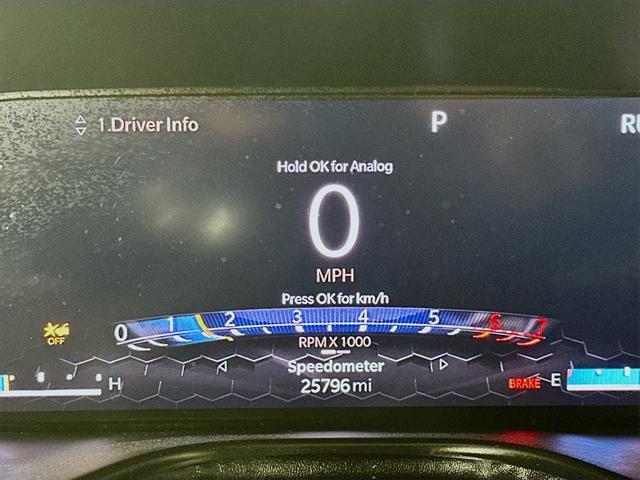 1.Driver Info
P
RU
Hold OK for Analog
0
MPH
Press OK for km/h
0 1 2 3 4 5 6 7
RPM X 1000
OFF
Speedometer
H
25796 mi
BRAKE
E